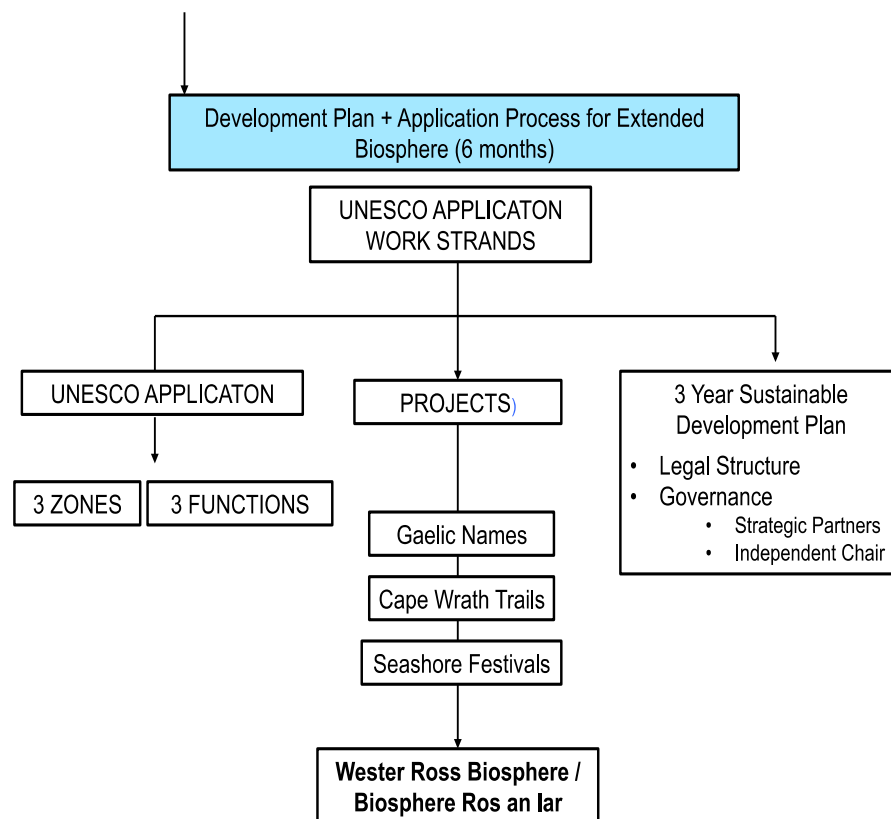 Development Plan + Application Process for Extended
Biosphere (6 months)
UNESCO APPLICATON
WORK STRANDS
UNESCO APPLICATON
PROJECTS)
3 Year Sustainable
Development Plan
• Legal Structure
• Governance
• Strategic Partners
• Independent Chair
3 ZONES
3 FUNCTIONS
Gaelic Names
Cape Wrath Trails
Seashore Festivals
Wester Ross Biosphere /
Biosphere Ros an Iar